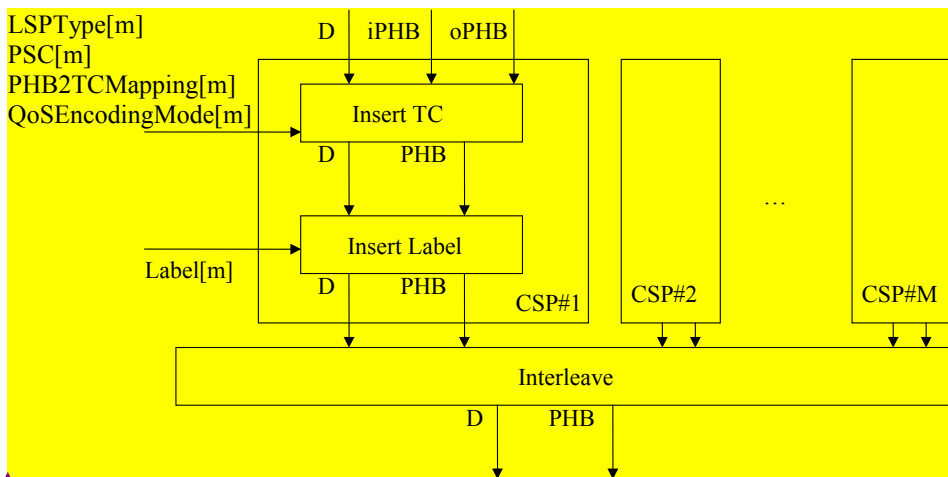 LSPType[m]
PSC[m]
PHB2TCMapping[m]
QoSEncodingMode[m]
D iPHB oPHB
Insert TC
D PHB
…
Insert Label
Label[m]
D PHB
CSP#1 CSP#2 CSP#M
Interleave
D PHB